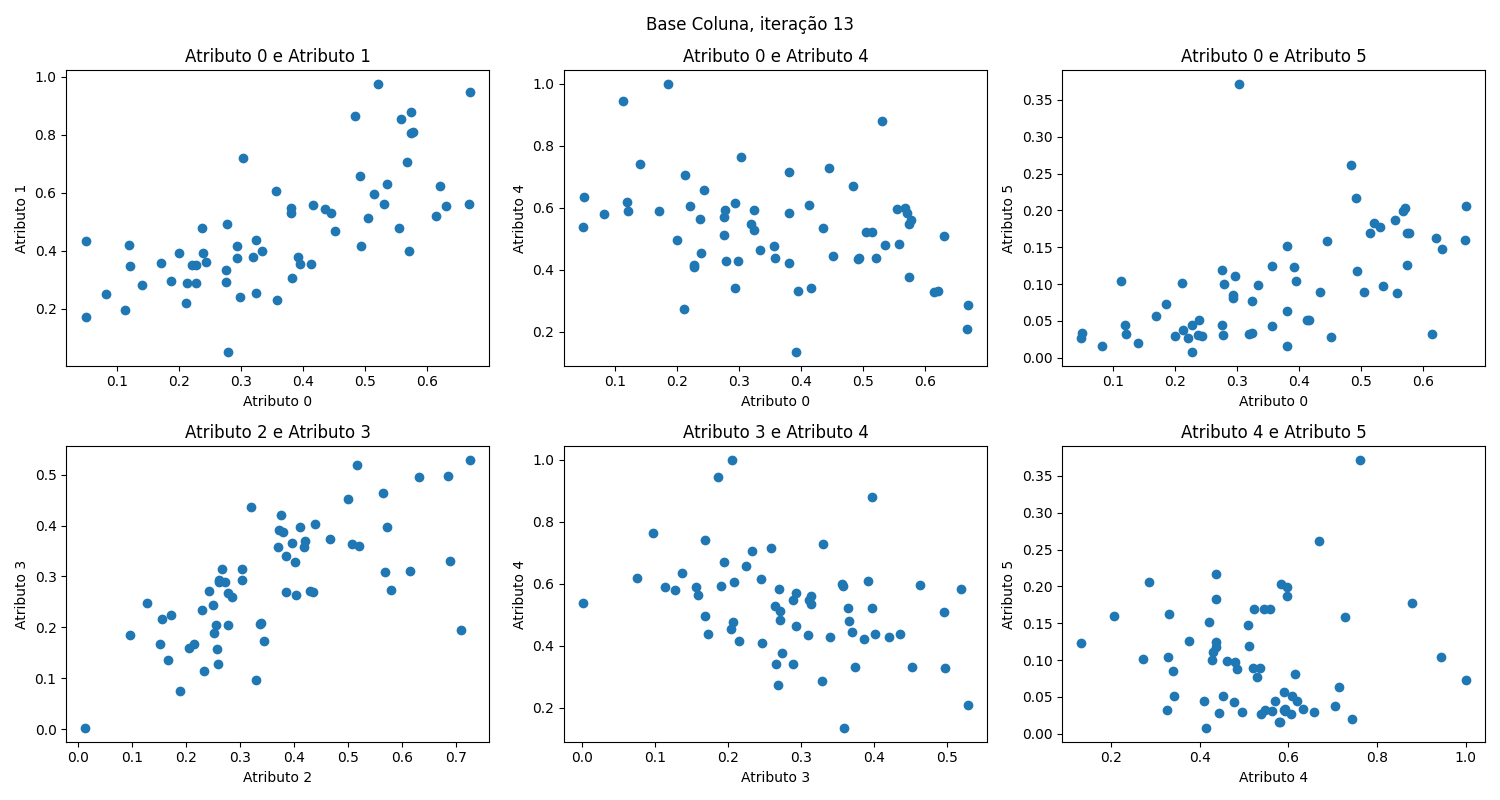 Base Coluna, iteração 13
Atributo 0 e Atributo 1
Atributo 1
1.0
0.8
0.6
0.4
0.2
0.1 0.2 0.3 0.4 0.5 0.6
Atributo 0
Atributo 0 e Atributo 4
Atributo 4
1.0
0.8
0.6
0.4
0.2
0.1 0.2 0.3 0.4 0.5 0.6
Atributo 0
Atributo 0 e Atributo 5
Atributo 5
0.35
0.30
0.25
0.20
0.15
0.10
0.05
0.00
0.1 0.2 0.3 0.4 0.5 0.6
Atributo 0
Atributo 2 e Atributo 3
Atributo 3
0.5
0.4
0.3
0.2
0.1
0.0
0.0 0.1 0.2 0.3 0.4 0.5 0.6 0.7
Atributo 2
Atributo 3 e Atributo 4
Atributo 4
1.0
0.8
0.6
0.4
0.2
0.0 0.1 0.2 0.3 0.4 0.5
Atributo 3
Atributo 4 e Atributo 5
Atributo 5
0.35
0.30
0.25
0.20
0.15
0.10
0.05
0.00
0.2 0.4 0.6 0.8 1.0
Atributo 4